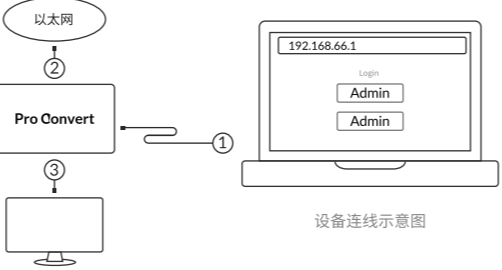 以太网
②
Pro Convert
③
①
192.168.66.1
Login
Admin
Admin
设备连线示意图